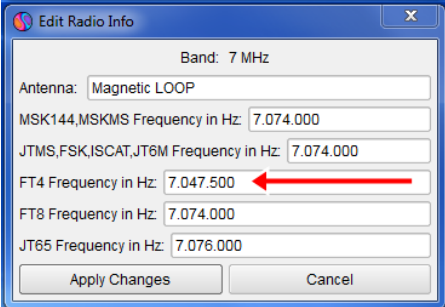 Edit Radio Info
Band: 7 MHz
Antenna: Magnetic LOOP
MSK144,MSKMS Frequency in Hz: 7.074.000
JTMS,FSK,ISCAT,JT6M Frequency in Hz: 7.074.000
FT4 Frequency in Hz: 7.047.500
FT8 Frequency in Hz: 7.074.000
JT65 Frequency in Hz: 7.076.000
Apply Changes Cancel